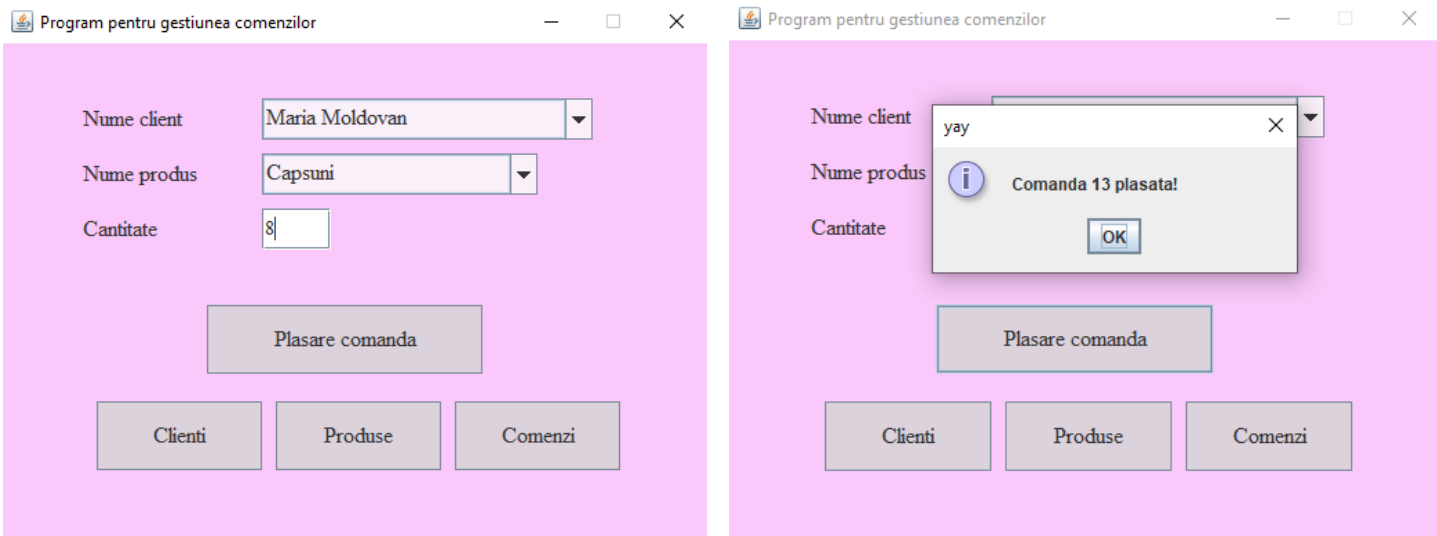 Program pentru gestiunea comenzilor
Nume client
Maria Moldovan
Nume produs
Capsuni
Cantitate
8
Plasare comanda
Clienti
Produse
Comenzi
Program pentru gestiunea comenzilor
Nume client
Nume produs
Cantitate
yay
i
Comanda 13 plasata!
OK
Plasare comanda
Clienti
Produse
Comenzi